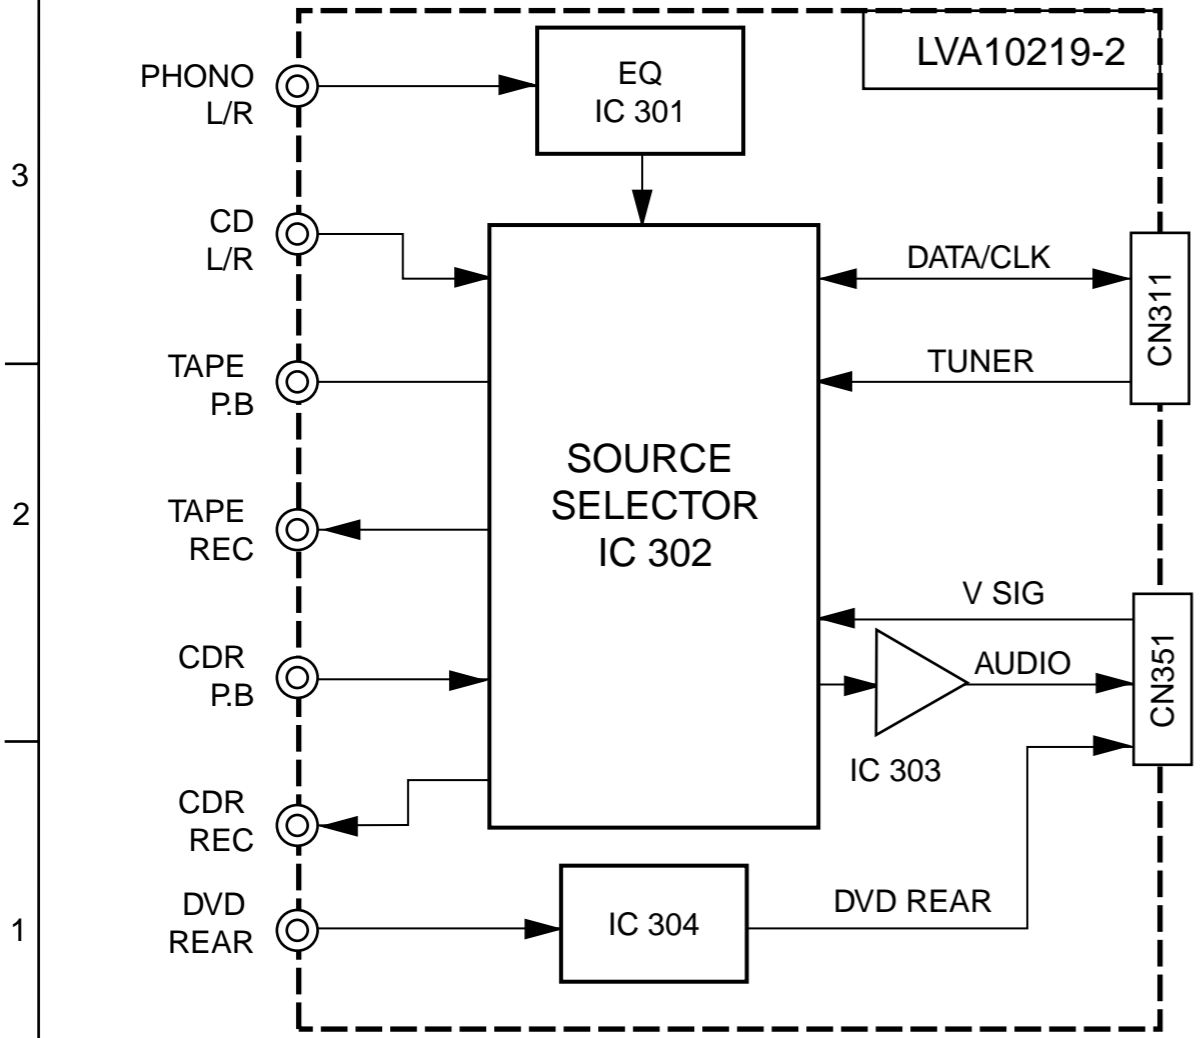 LVA10219-2
PHONO
L/R
EQ
IC 301
3
CD
L/R
DATA/CLK
CN311
TAPE
P.B
TUNER
SOURCE
SELECTOR
IC 302
2
TAPE
REC
V SIG
CDR
P.B
AUDIO
CN351
IC 303
CDR
REC
DVD
REAR
IC 304
DVD REAR
1